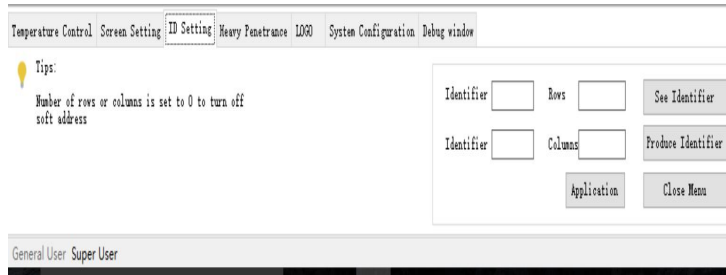 Temperature Control Screen Setting ID Setting Heavy Penetrance LOGO System Configuration Debug window
Tips:
Number of rows or columns is set to 0 to turn off
soft address
Identifier Rows See Identifier
Identifier Columns Produce Identifier
Application Close Menu
General User Super User